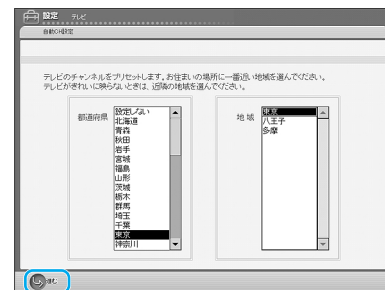 設定 テレビ
自動CH設定
テレビのチャンネルをプリセットします。お住まいの場所に一番近い地域を選んでください。
テレビがきれいに映らないときは、近隣の地域を選んでください。
都道府県
設定しない
北海道
青森
秋田
岩手
宮城
福島
山形
茨城
栃木
群馬
埼玉
千葉
東京
神奈川
地域
東京
八王子
多摩
進む